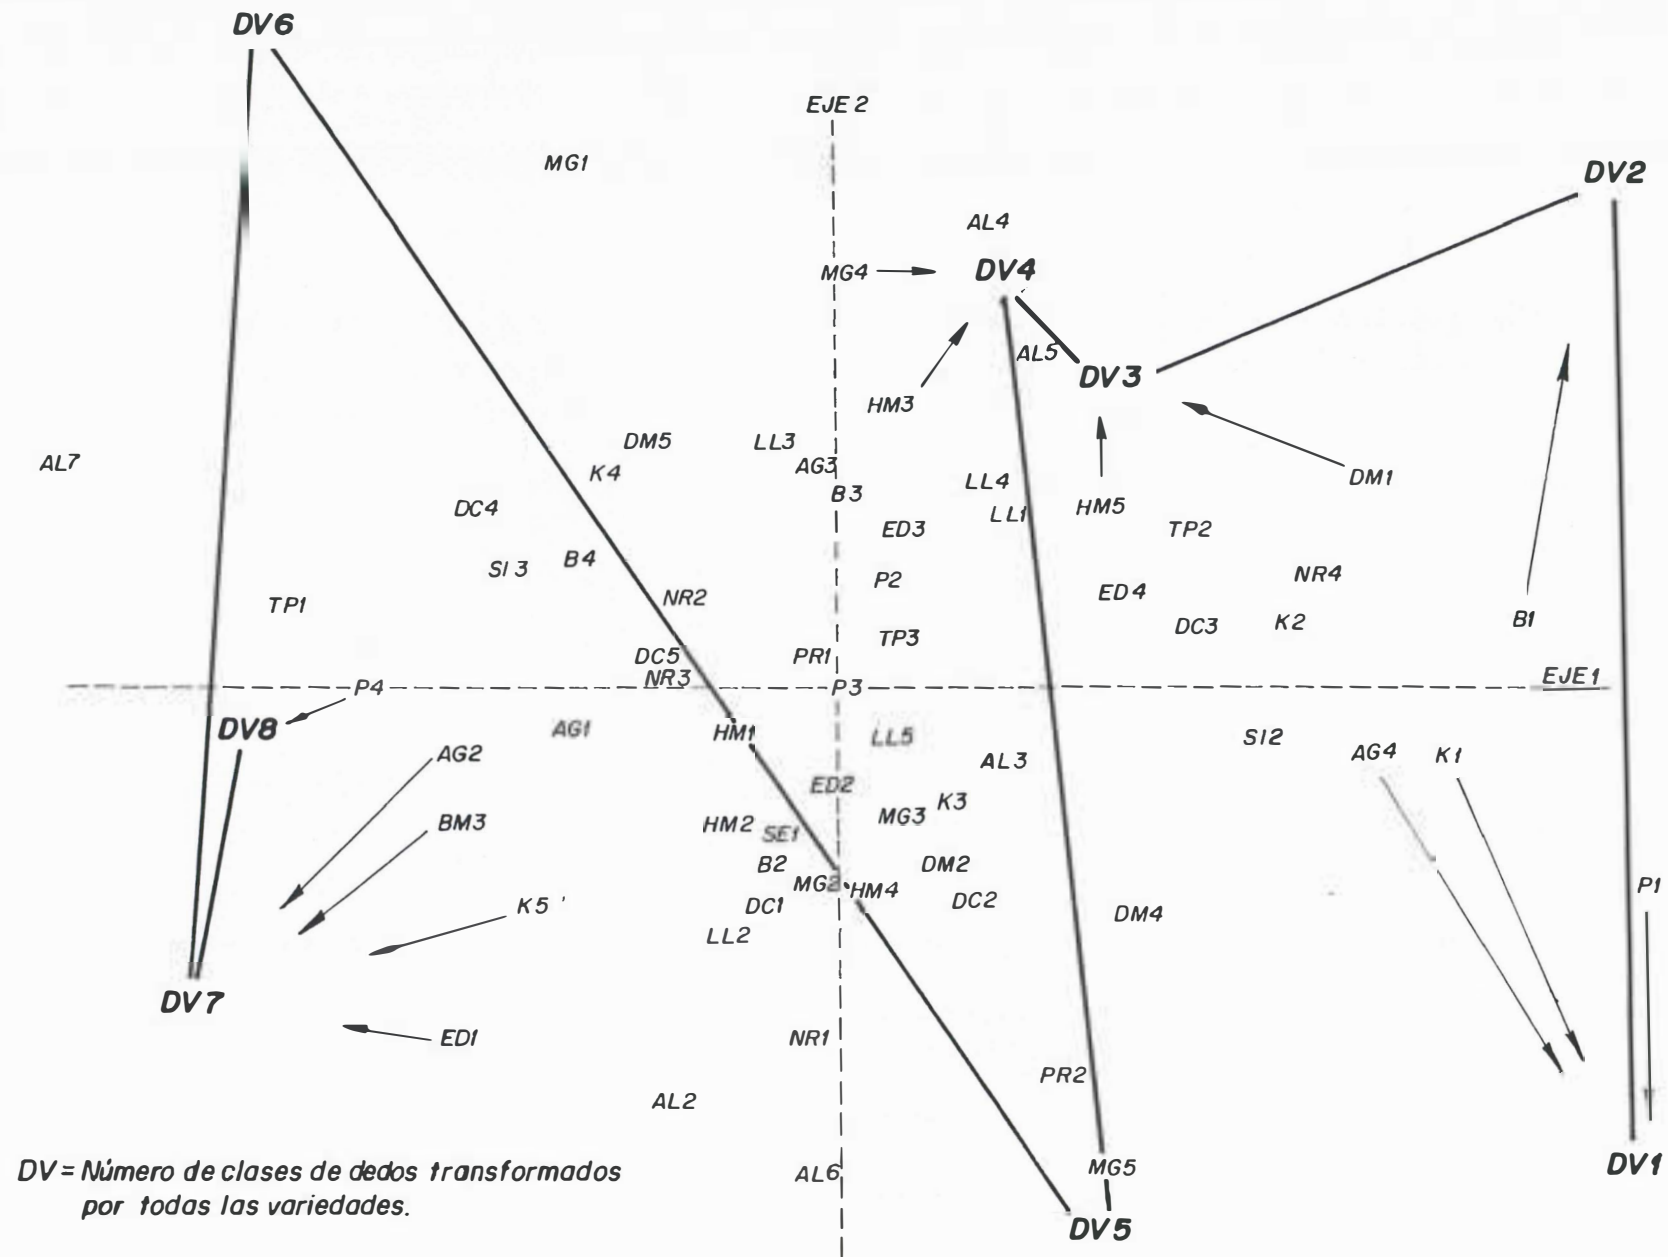 DV6
EJE 2
MG1
DV2
AL4
MG4
DV4
AL5
DV3
HM3
DM5
LL3
AL7
K4
AG3
DM1
B3
LL4
DC4
HM5
LL1
ED3
TP2
B4
SI3
P2
NR4
ED4
TP1
NR2
B1
K2
DC3
TP3
DC5
PR1
NR3
EJE1
P4
P3
DV8
AG1
HM1
LL5
SI2
AG2
AG4
K1
AL3
ED2
K3
MG3
BM3
HM2
SE1
B2
DM2
MG2
HM4
P1
K5
DC1
DC2
DM4
LL2
DV7
ED1
NR1
PR2
AL2
DV1
MG5
AL6
DV = Número de clases de dedos transformados
por todas las variedades.
DV5